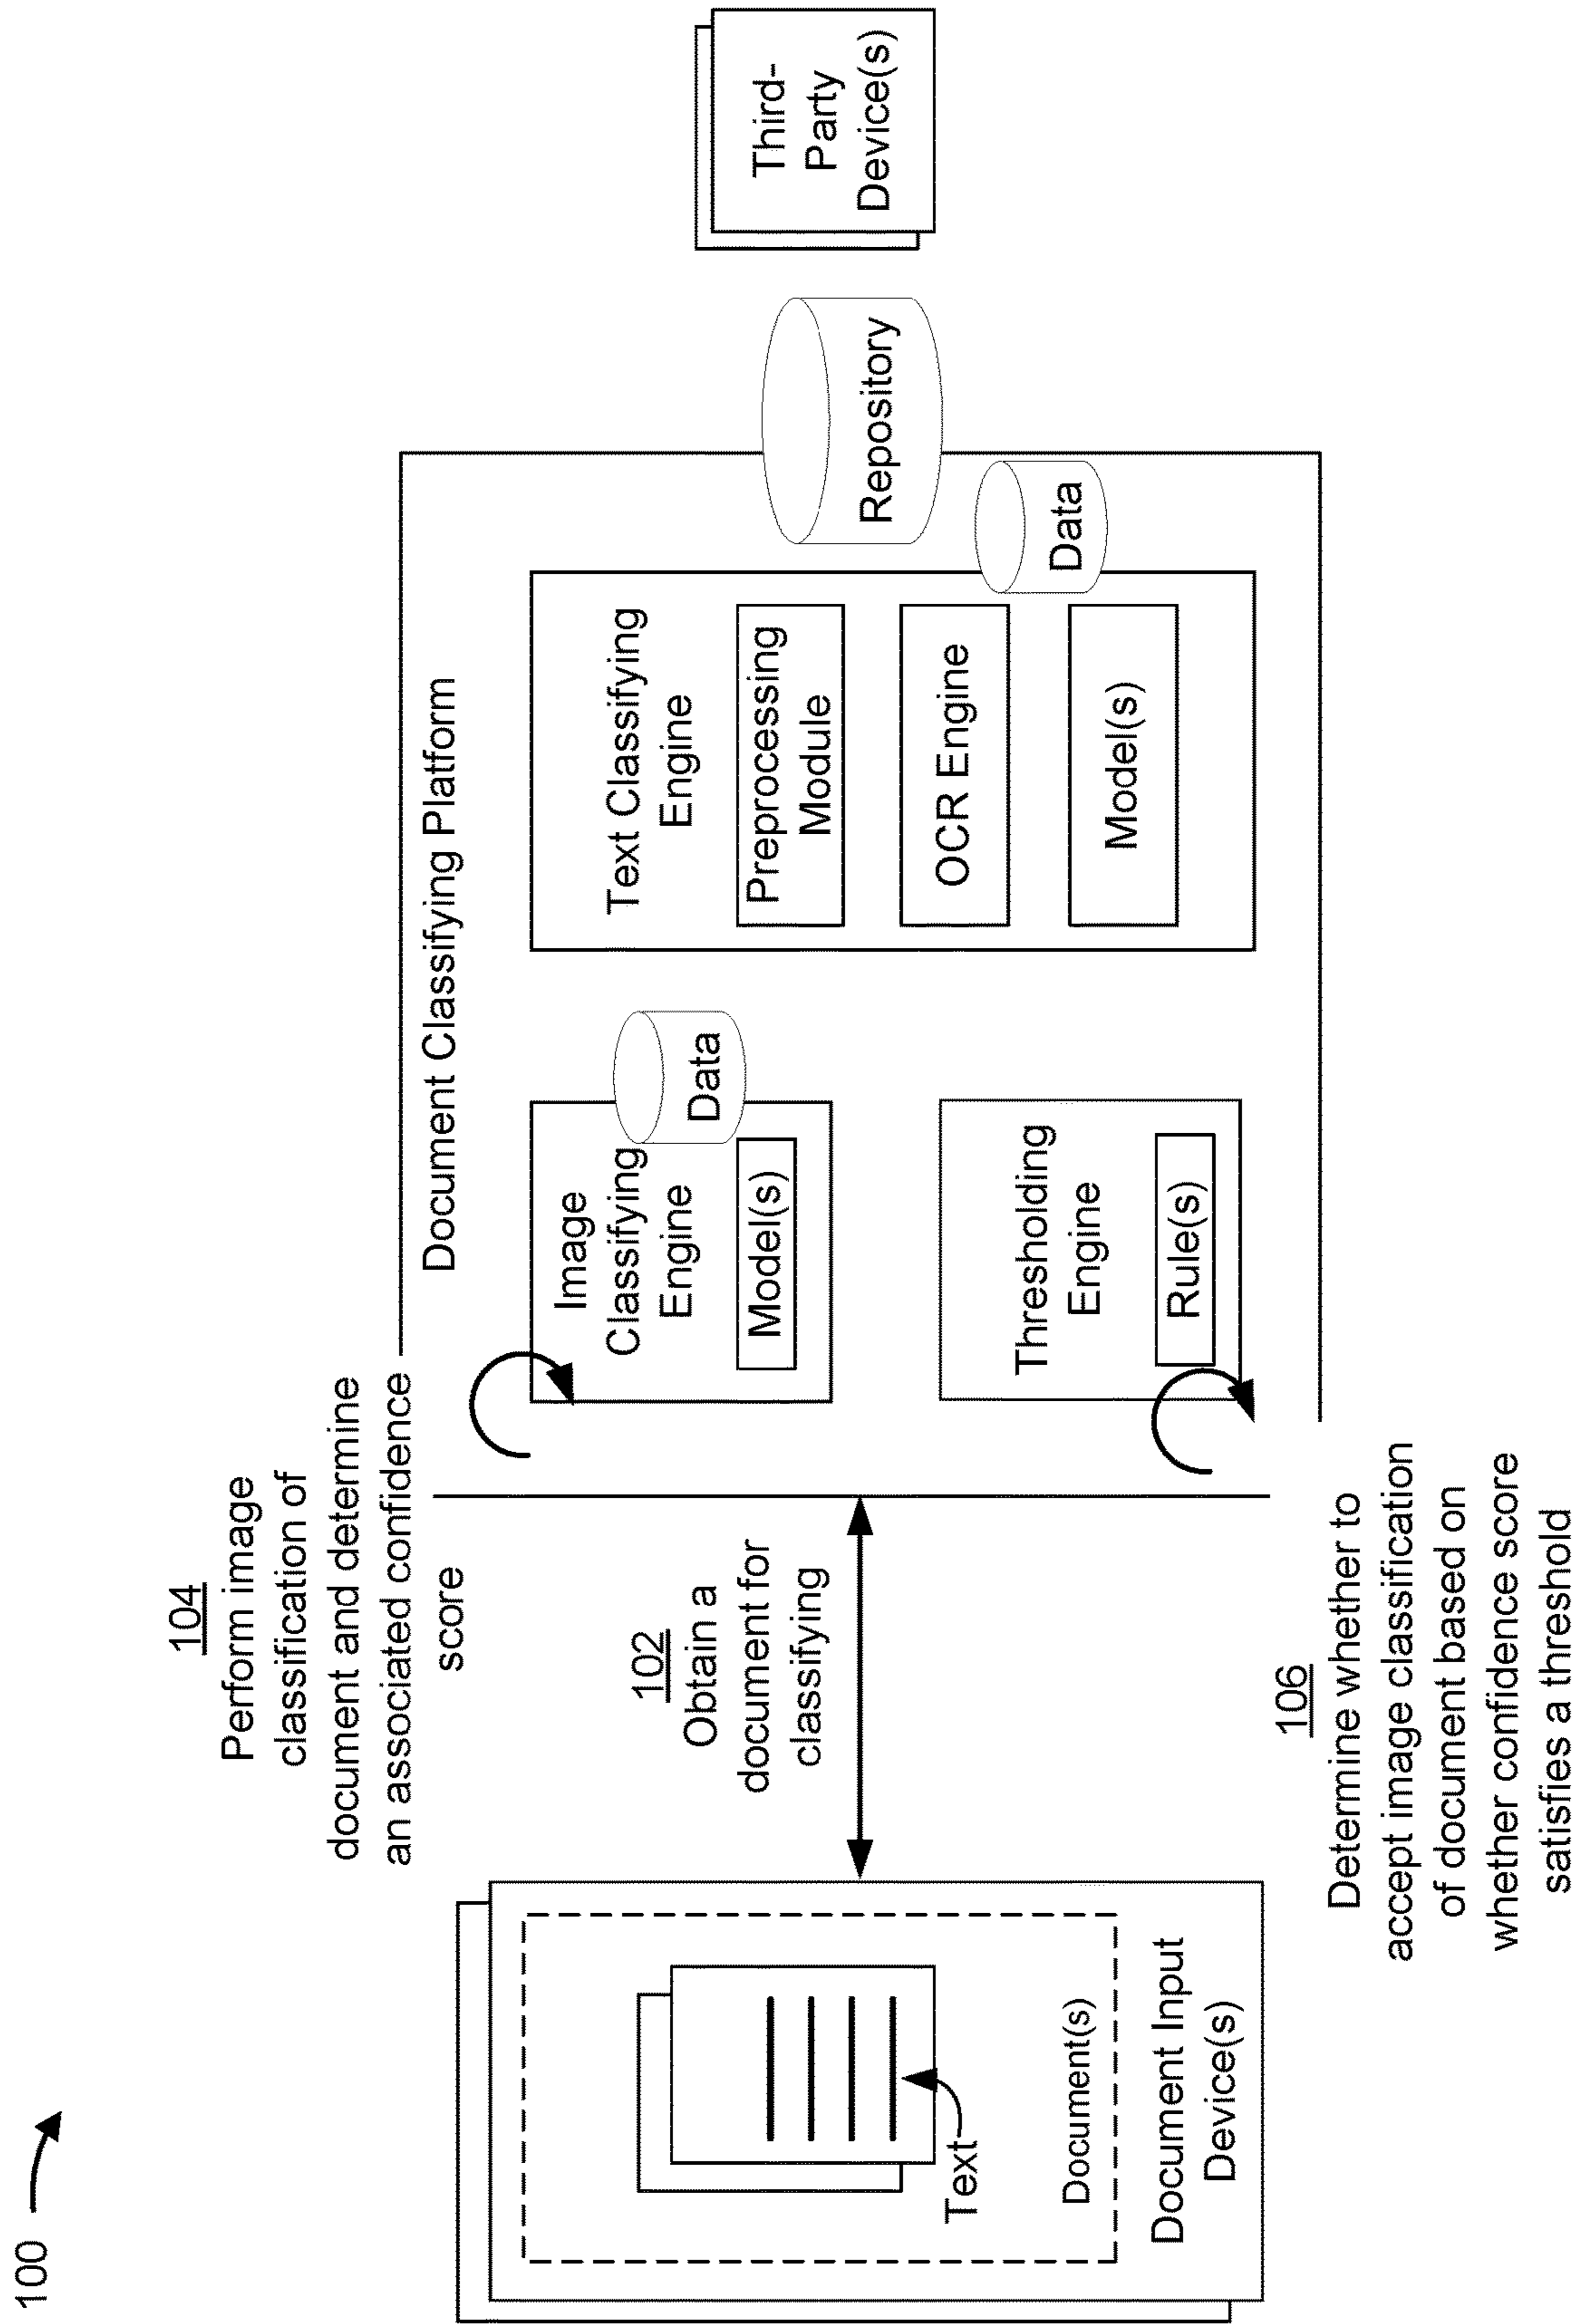 100
104
Perform image
classification of
document and determine
an associated confidence
score
102
Obtain a
document for
classifying
Text
Document(s)
Document Input
Device(s)
106
Determine whether to
accept image classification
of document based on
whether confidence score
satisfies a threshold
Document Classifying Platform
Image
Classifying
Engine
Model(s)
Data
Thresholding
Engine
Rule(s)
Text Classifying
Engine
Preprocessing
Module
OCR Engine
Model(s)
Data
Repository
Third-
Party
Device(s)